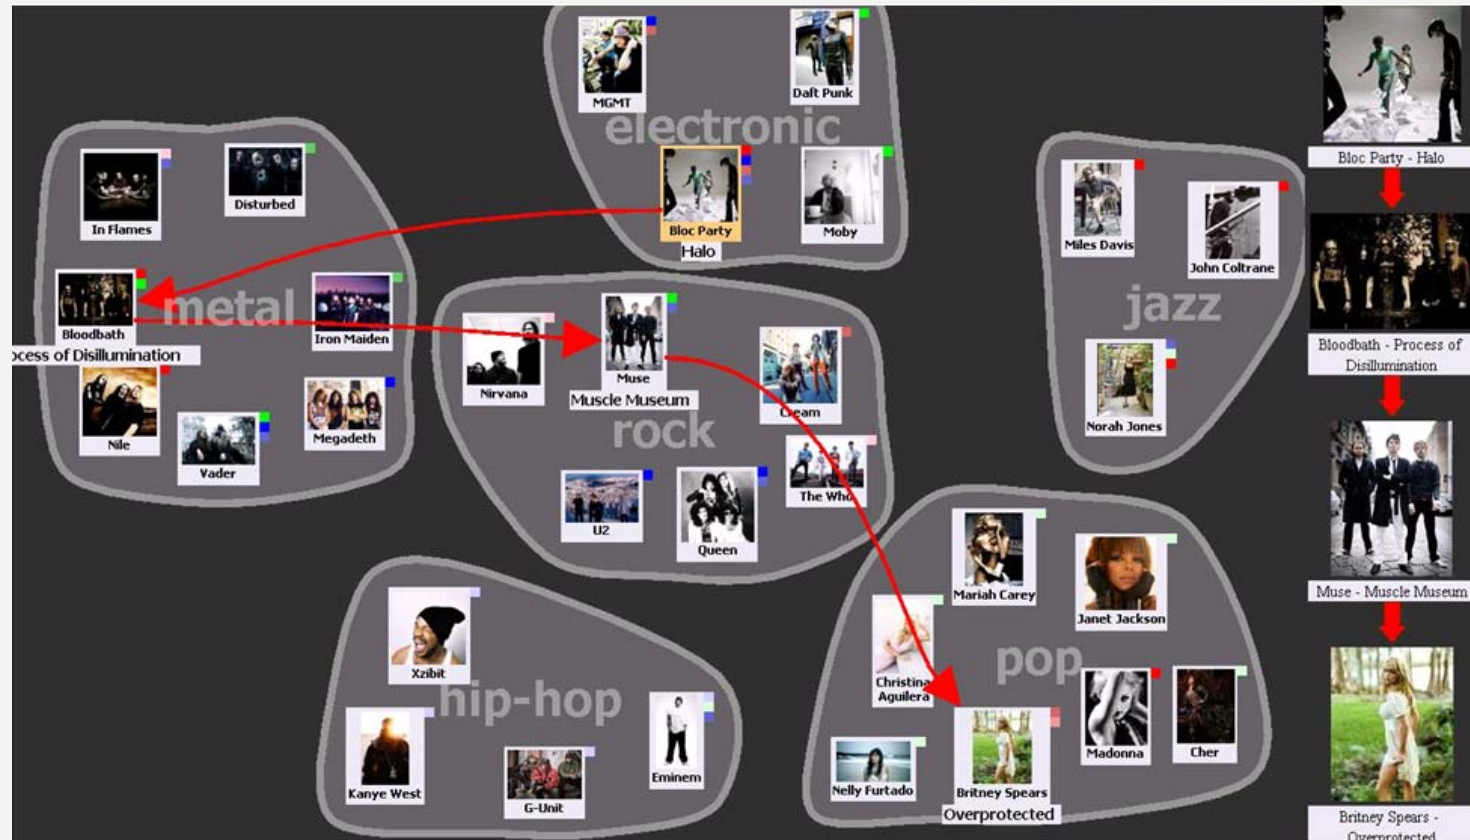 MGMT
Daft Punk
electronic
Bloc Party
Halo
Moby
In Flames
Disturbed
metal
Bloodbath
ocess of Disillumination
Iron Maiden
Nile
Vader
Megadeth
Nirvana
Muse
Muscle Museum
Cream
rock
The Who
U2
Queen
Miles Davis
John Coltrane
jazz
Norah Jones
Xzibit
hip-hop
Kanye West
G-Unit
Eminem
Mariah Carey
Janet Jackson
Christina
Aguilera
pop
Madonna
Cher
Nelly Furtado
Britney Spears
Overprotected
Bloc Party - Halo
Bloodbath - Process of
Disillumination
Muse - Muscle Museum
Britney Spears -
Overprotected